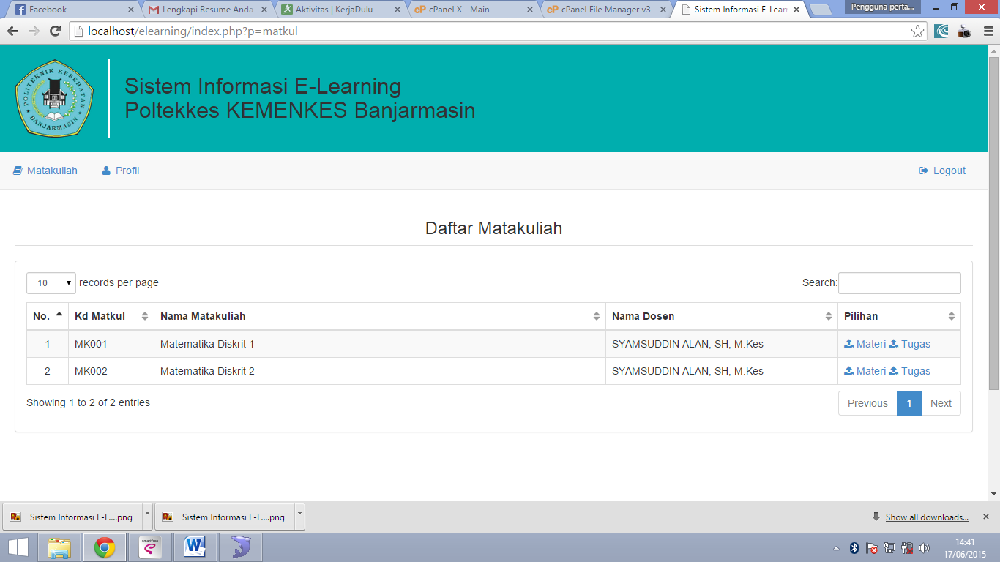 Facebook
Lengkapi Resume Anda
Aktivitas | KerjaDulu
cPanel X - Main
cPanel File Manager v3
Sistem Informasi E-Lear
Pengguna perta...
localhost/elearning/index.php?p=matkul
POLITEKNIK KESEHATAN
BANJARMASIN
Sistem Informasi E-Learning
Poltekkes KEMENKES Banjarmasin
Matakuliah
Profil
Logout
Daftar Matakuliah
10 records per page
Search:
No. Kd Matkul Nama Matakuliah Nama Dosen Pilihan
1 MK001 Matematika Diskrit 1 SYAMSUDDIN ALAN, SH, M.Kes Materi Tugas
2 MK002 Matematika Diskrit 2 SYAMSUDDIN ALAN, SH, M.Kes Materi Tugas
Showing 1 to 2 of 2 entries
Previous 1 Next
Sistem Informasi E-L....png
Sistem Informasi E-L....png
Show all downloads...
smartfren
14:41
17/06/2015